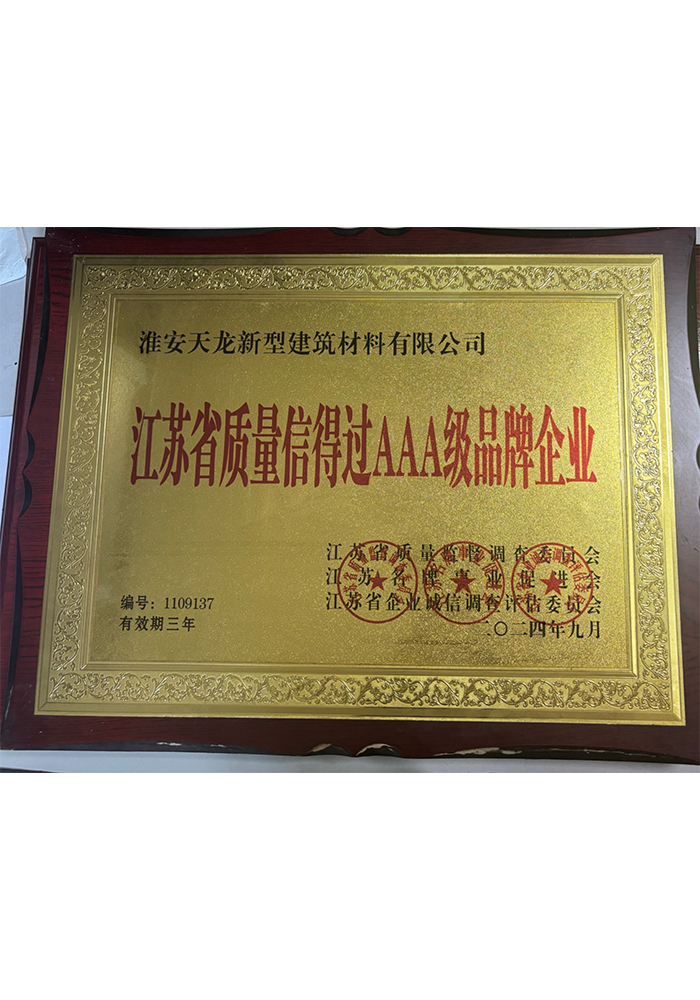 淮安天龙新型建筑材料有限公司
江苏省质量信得过AAA级品牌企业
江苏省质量监督调查委员会
江苏名牌事业促进会
江苏省企业诚信调查评估委员会
二〇二四年九月
编号：1109137
有效期三年